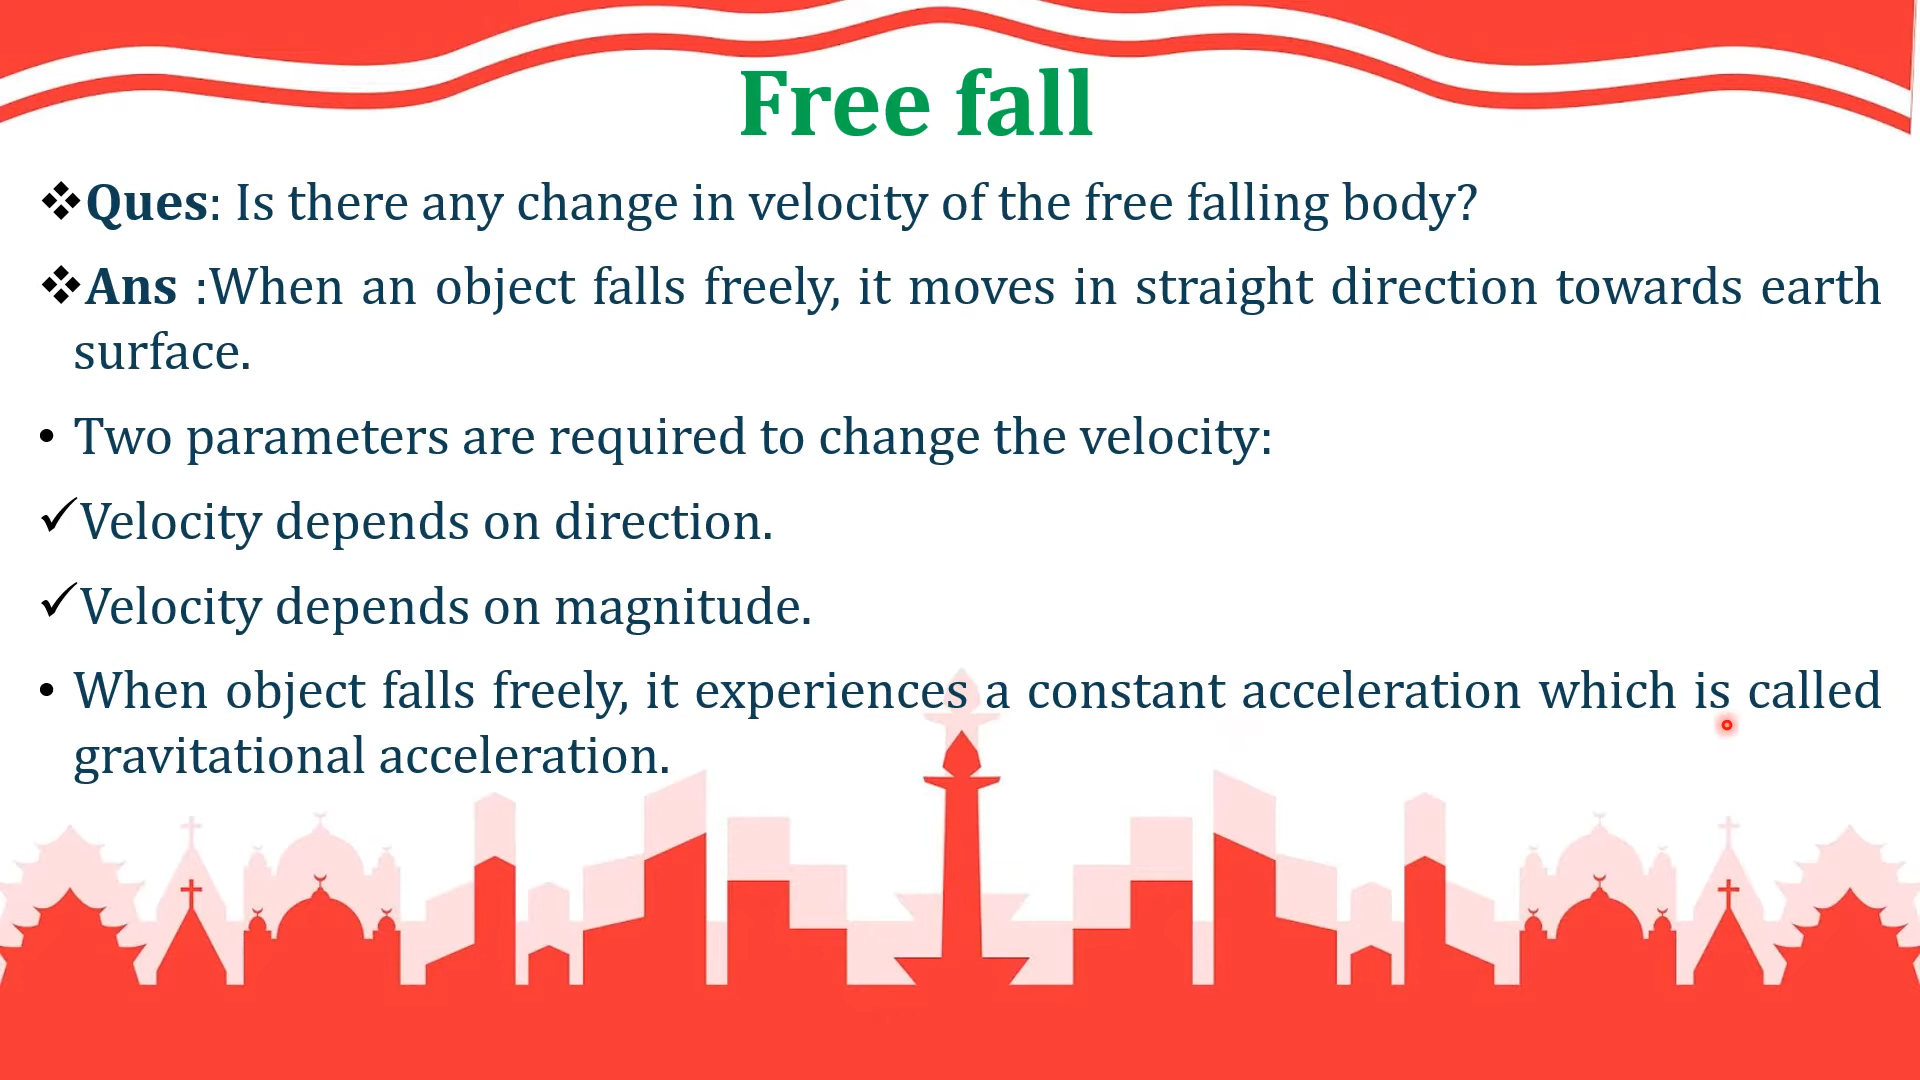 Free fall
❖Ques: Is there any change in velocity of the free falling body?
❖Ans :When an object falls freely, it moves in straight direction towards earth
surface.
• Two parameters are required to change the velocity:
✓Velocity depends on direction.
✓Velocity depends on magnitude.
• When object falls freely, it experiences a constant acceleration which is called
gravitational acceleration.